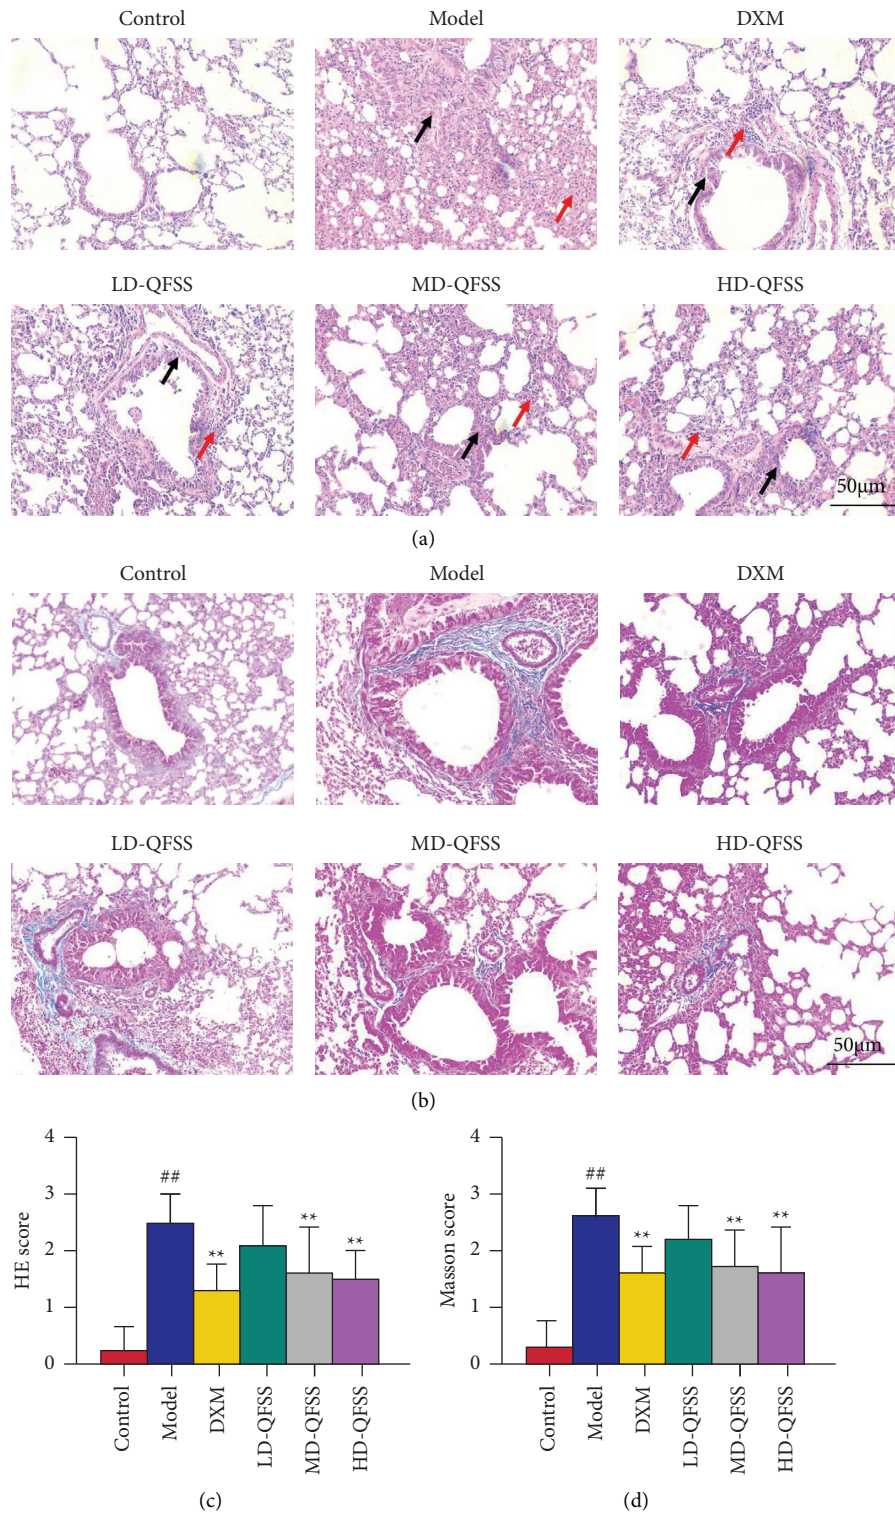 Control Model DXM
LD-QFSS MD-QFSS HD-QFSS
50μm
(a)
Control Model DXM
LD-QFSS MD-QFSS HD-QFSS
50μm
(b)
HE score
4
3
2
1
0
##
**
**
**
Control Model DXM LD-QFSS MD-QFSS HD-QFSS
(c)
Masson score
4
3
2
1
0
##
**
**
**
Control Model DXM LD-QFSS MD-QFSS HD-QFSS
(d)